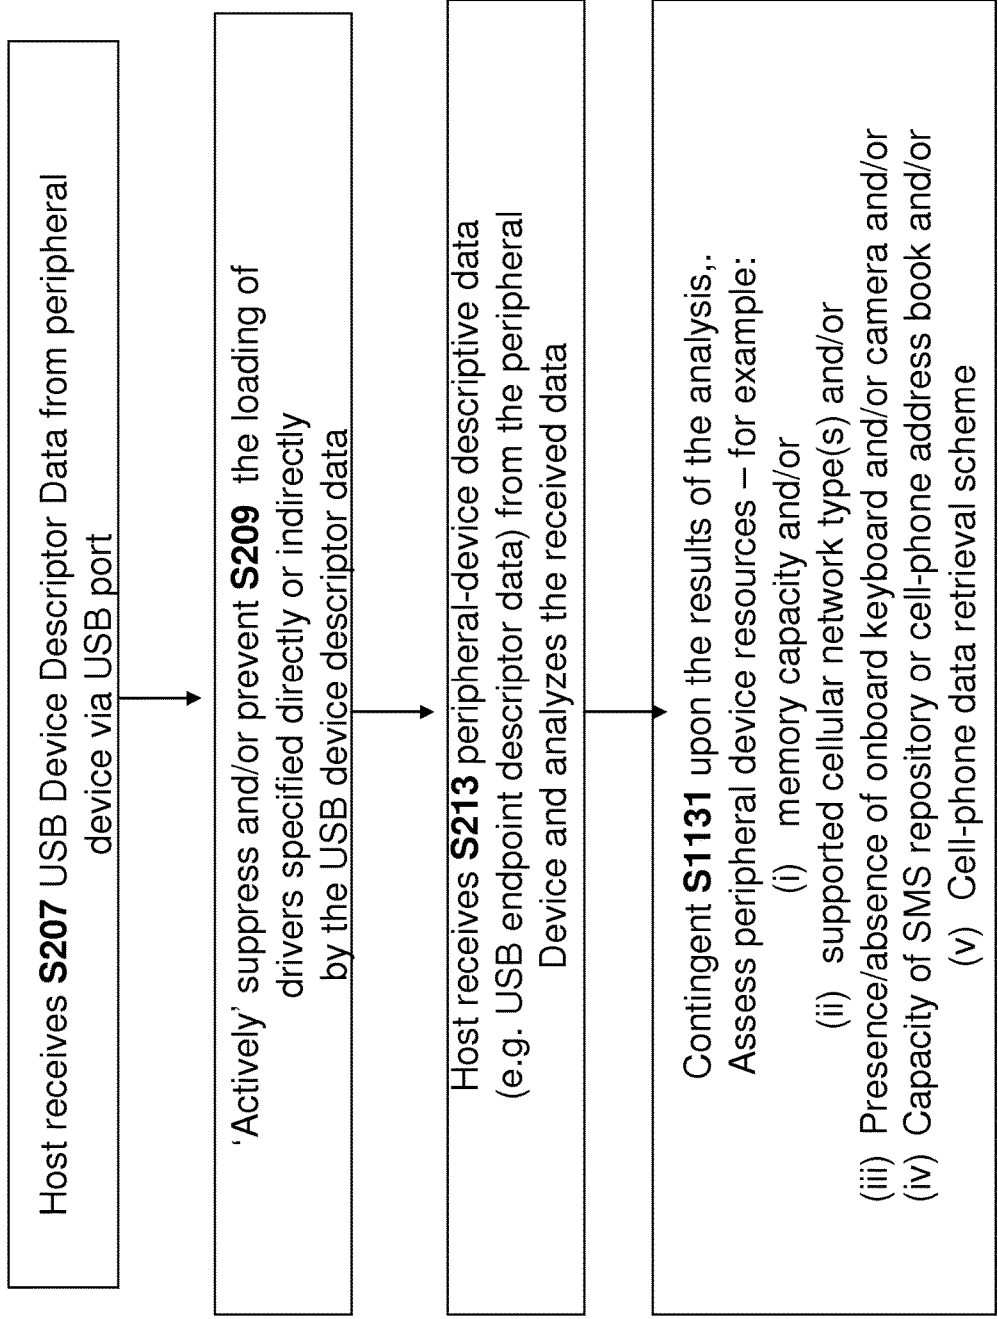 Host receives S207 USB Device Descriptor Data from peripheral
device via USB port
‘Actively’ suppress and/or prevent S209 the loading of
drivers specified directly or indirectly
by the USB device descriptor data
Host receives S213 peripheral-device descriptive data
(e.g. USB endpoint descriptor data) from the peripheral
Device and analyzes the received data
Contingent S1131 upon the results of the analysis,.
Assess peripheral device resources – for example:
(i) memory capacity and/or
(ii) supported cellular network type(s) and/or
(iii) Presence/absence of onboard keyboard and/or camera and/or
(iv) Capacity of SMS repository or cell-phone address book and/or
(v) Cell-phone data retrieval scheme